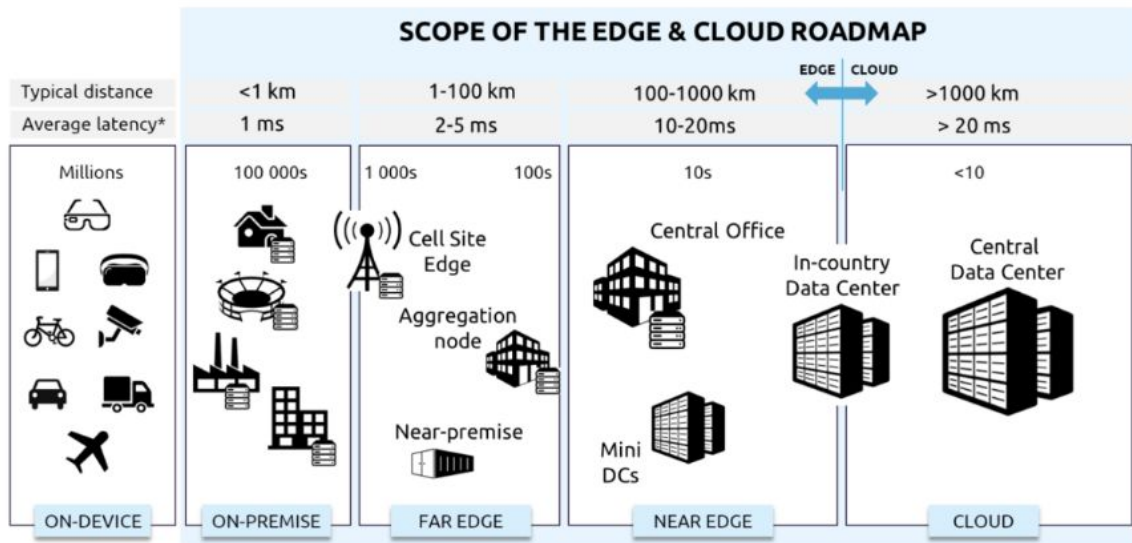 SCOPE OF THE EDGE & CLOUD ROADMAP
EDGE CLOUD
Typical distance <1 km 1-100 km 100-1000 km >1000 km
Average latency* 1 ms 2-5 ms 10-20ms > 20 ms
Millions 100 000s 1 000s 100s 10s <10
Cell Site
Edge
Aggregation
node
Near-premise
Central Office
Mini
DCs
In-country
Data Center
Central
Data Center
ON-DEVICE ON-PREMISE FAR EDGE NEAR EDGE CLOUD